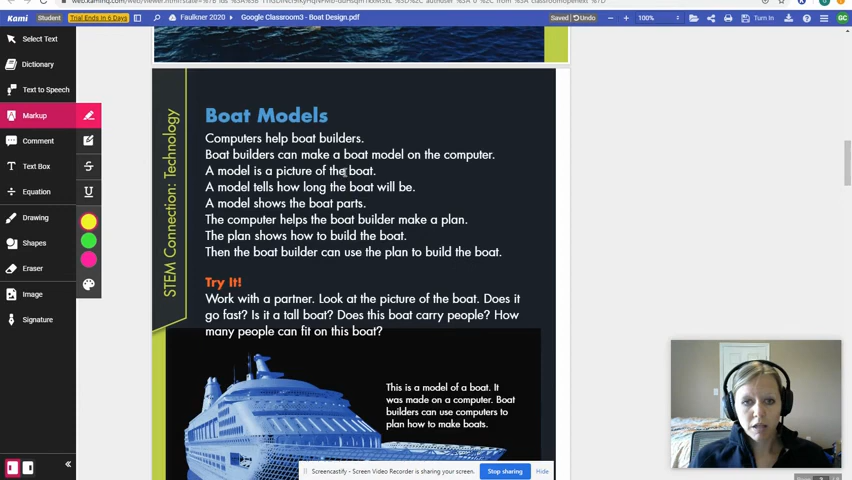 Kami
Student
Trial Ends In 6 Days
Faulkner 2020 > Google Classroom3 - Boat Design.pdf
Saved
Undo
100%
Turn In
GC
Select Text
Dictionary
Text to Speech
Markup
Comment
Text Box
Equation
Drawing
Shapes
Eraser
Image
Signature
STEM Connection: Technology
Boat Models
Computers help boat builders.
Boat builders can make a boat model on the computer.
A model is a picture of the boat.
A model tells how long the boat will be.
A model shows the boat parts.
The computer helps the boat builder make a plan.
The plan shows how to build the boat.
Then the boat builder can use the plan to build the boat.
Try It!
Work with a partner. Look at the picture of the boat. Does it
go fast? Is it a tall boat? Does this boat carry people? How
many people can fit on this boat?
This is a model of a boat. It
was made on a computer. Boat
builders can use computers to
plan how to make boats.
Screencastify - Screen Video Recorder is sharing your screen.
Stop sharing
Hide